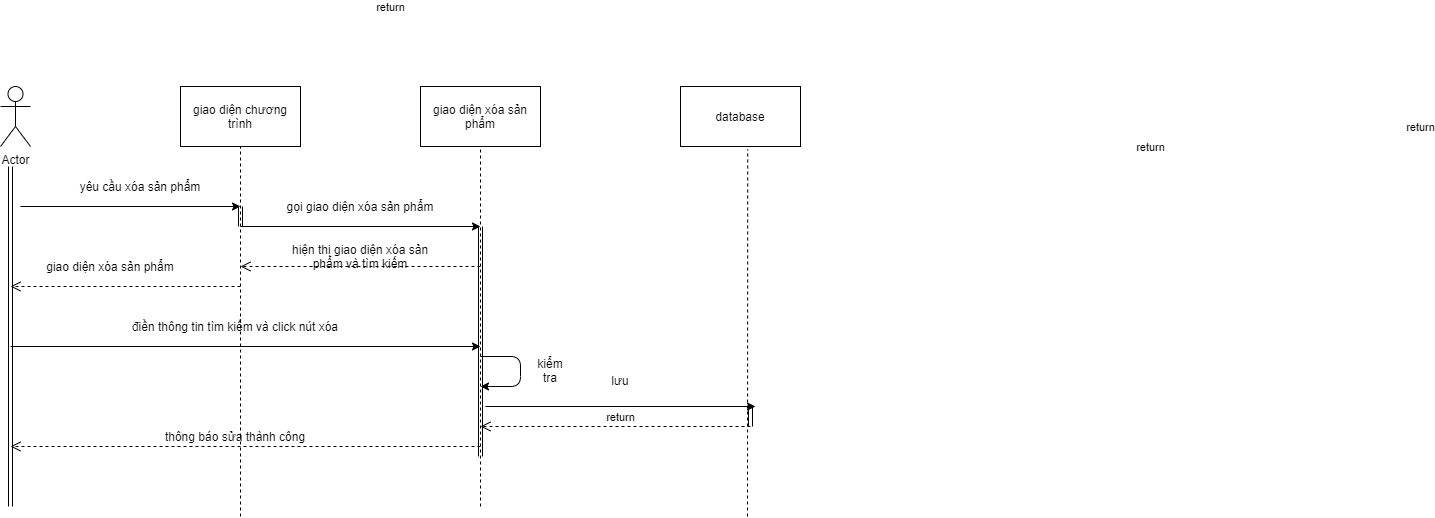 return
giao diện chương
trình
giao diện xóa sản
phẩm
database
return
return
Actor
yêu cầu xóa sản phẩm
gọi giao diện xóa sản phẩm
hiện thị giao diện xóa sản
phẩm và tìm kiếm
giao diện xóa sản phẩm
điền thông tin tìm kiếm và click nút xóa
kiểm
tra
lưu
return
thông báo sửa thành công